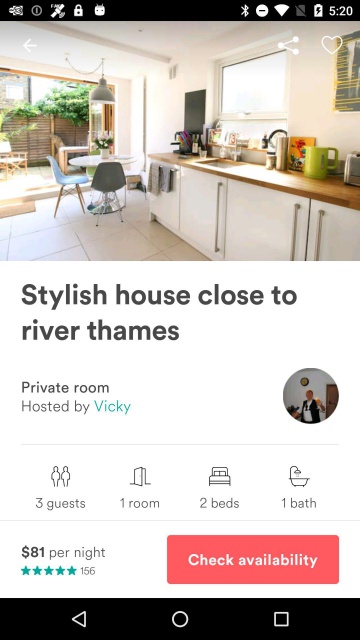 5:20
Stylish house close to
river thames
Private room
Hosted by Vicky
3 guests
1 room
2 beds
1 bath
$81 per night
156
Check availability